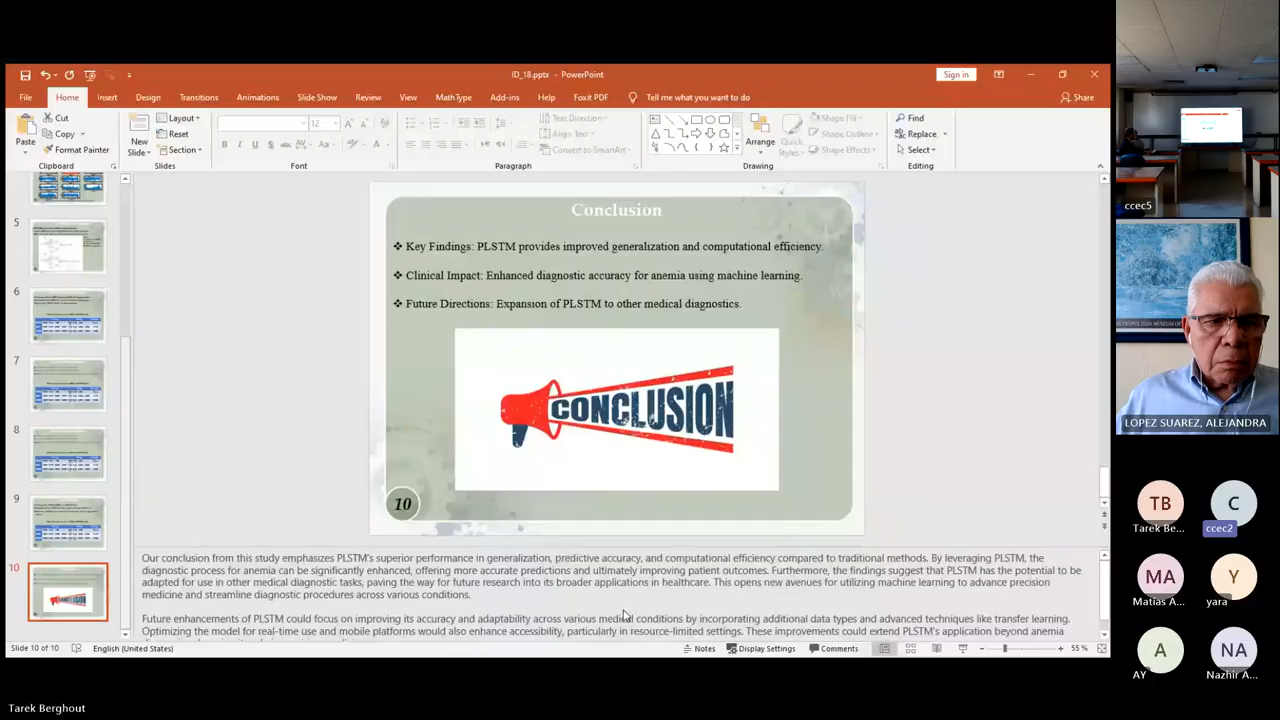 ID_18.pptx - PowerPoint
Sign in
File Home Insert Design Transitions Animations Slide Show Review View MathType Add-ins Help Foxit PDF Tell me what you want to do Share
Paste
Cut
Copy
Format Painter
Clipboard
New Slide
Layout
Reset
Section
Slides
12
Font
Text Direction
Align Text
Convert to SmartArt
Paragraph
Arrange
Quick Styles
Shape Fill
Shape Outline
Shape Effects
Drawing
Find
Replace
Select
Editing
5
6
7
8
9
10
Conclusion
❖ Key Findings: PLSTM provides improved generalization and computational efficiency.
❖ Clinical Impact: Enhanced diagnostic accuracy for anemia using machine learning.
❖ Future Directions: Expansion of PLSTM to other medical diagnostics.
CONCLUSION
10
Our conclusion from this study emphasizes PLSTM's superior performance in generalization, predictive accuracy, and computational efficiency compared to traditional methods. By leveraging PLSTM, the
diagnostic process for anemia can be significantly enhanced, offering more accurate predictions and ultimately improving patient outcomes. Furthermore, the findings suggest that PLSTM has the potential to be
adapted for use in other medical diagnostic tasks, paving the way for future research into its broader applications in healthcare. This opens new avenues for utilizing machine learning to advance precision
medicine and streamline diagnostic procedures across various conditions.
Future enhancements of PLSTM could focus on improving its accuracy and adaptability across various medical conditions by incorporating additional data types and advanced techniques like transfer learning.
Optimizing the model for real-time use and mobile platforms would also enhance accessibility, particularly in resource-limited settings. These improvements could extend PLSTM's application beyond anemia
Slide 10 of 10
English (United States)
Notes
Display Settings
Comments
55 %
Tarek Berghout
ccec5
LOPEZ SUAREZ, ALEJANDRA
TB
Tarek Be...
C
ccec2
MA
Matias A...
Y
yara
A
AY
NA
Nazhir A...